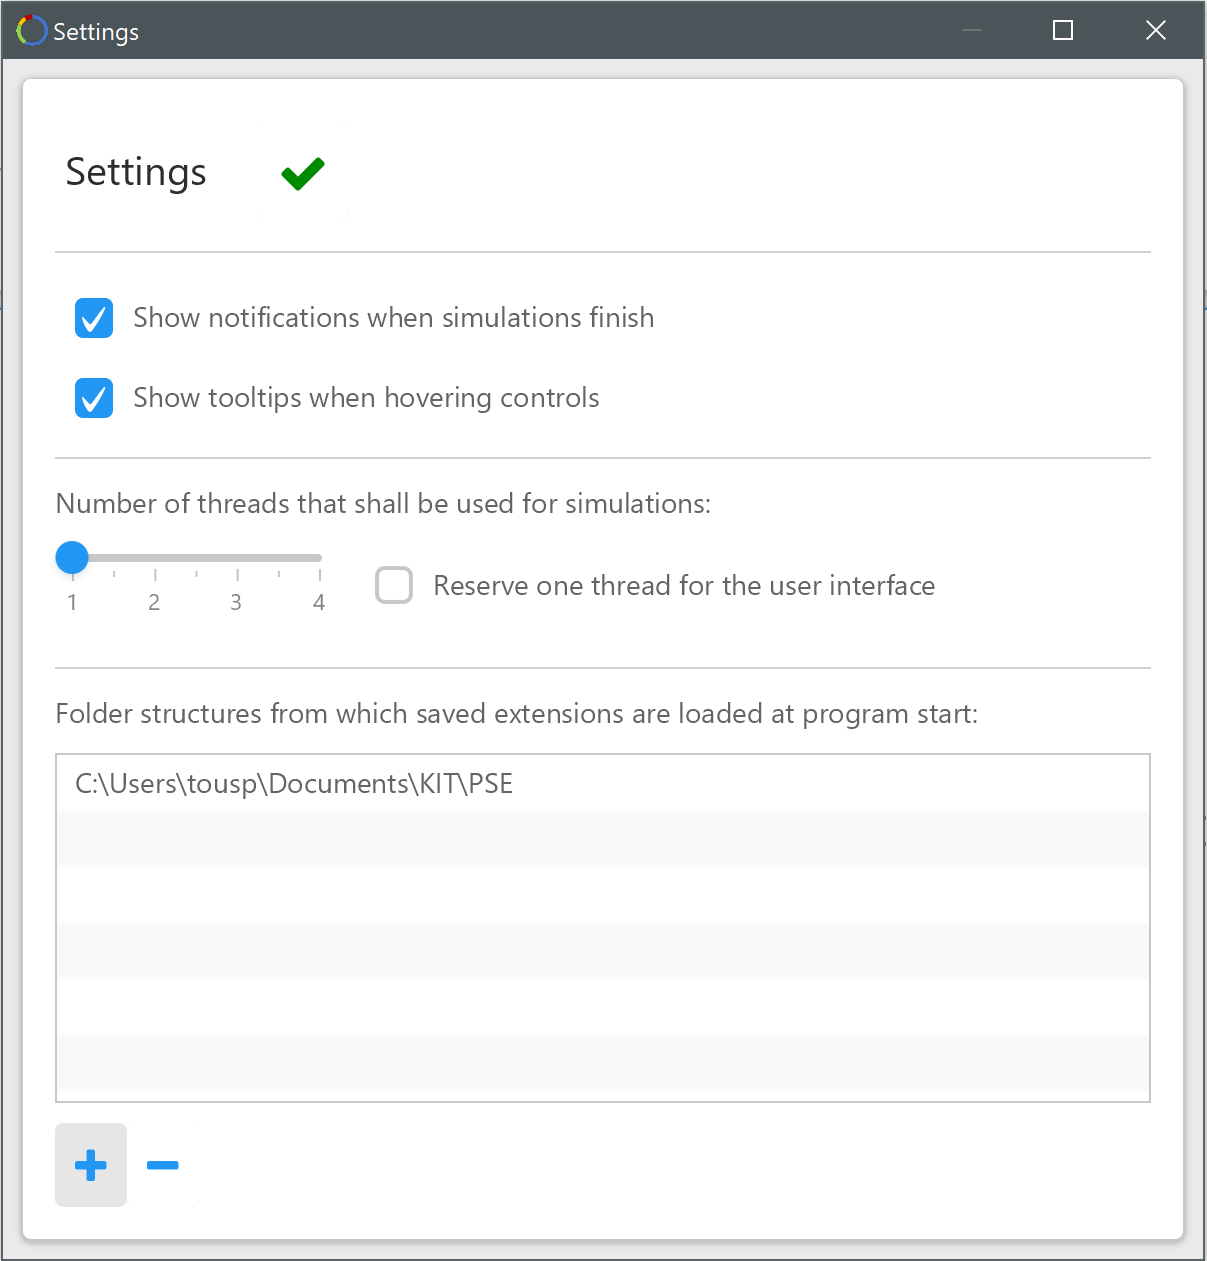 Settings
Settings
Show notifications when simulations finish
Show tooltips when hovering controls
Number of threads that shall be used for simulations:
1 2 3 4
Reserve one thread for the user interface
Folder structures from which saved extensions are loaded at program start:
C:\Users\tousp\Documents\KIT\PSE